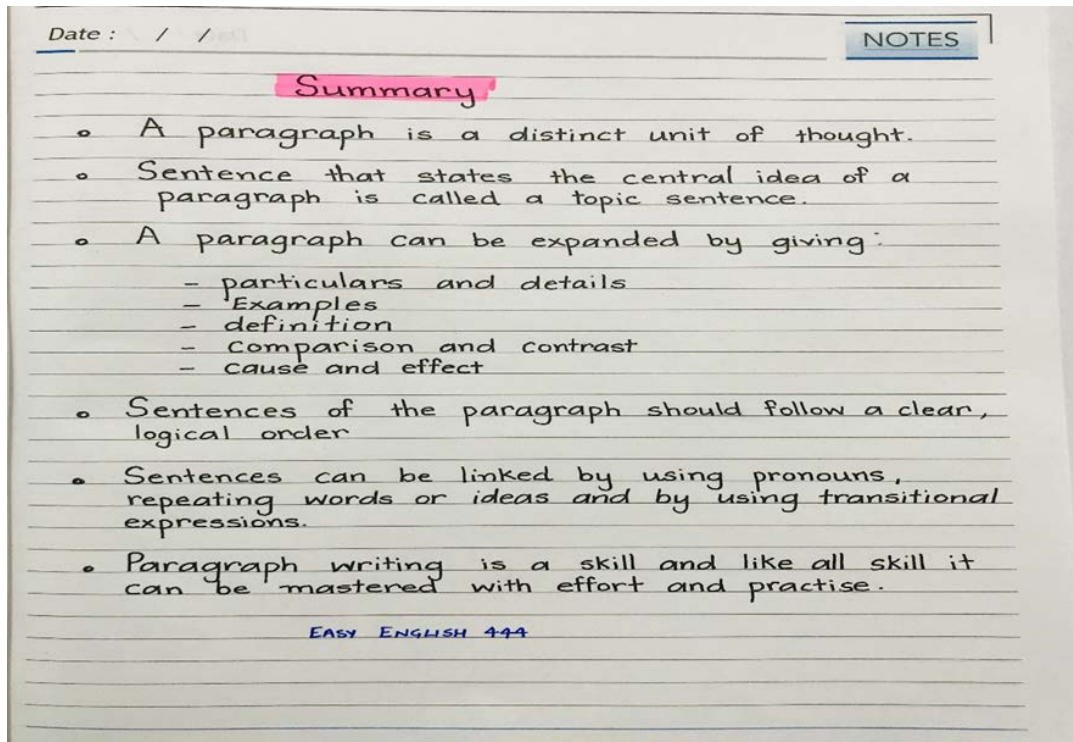 Date : / /
NOTES
Summary
• A paragraph is a distinct unit of thought.
• Sentence that states the central idea of a
paragraph is called a topic sentence.
• A paragraph can be expanded by giving:
- particulars and details
- Examples
- definition
- Comparison and contrast
- cause and effect
• Sentences of the paragraph should follow a clear,
logical order
• Sentences can be linked by using pronouns,
repeating words or ideas and by using transitional
expressions.
• Paragraph writing is a skill and like all skill it
can be mastered with effort and practise.
EASY ENGLISH 444